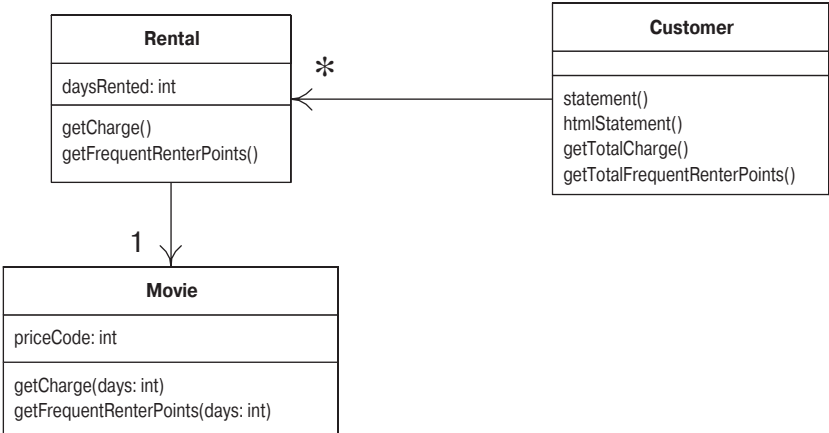 Rental
daysRented: int
getCharge()
getFrequentRenterPoints()
*
Customer
statement()
htmlStatement()
getTotalCharge()
getTotalFrequentRenterPoints()
1
Movie
priceCode: int
getCharge(days: int)
getFrequentRenterPoints(days: int)